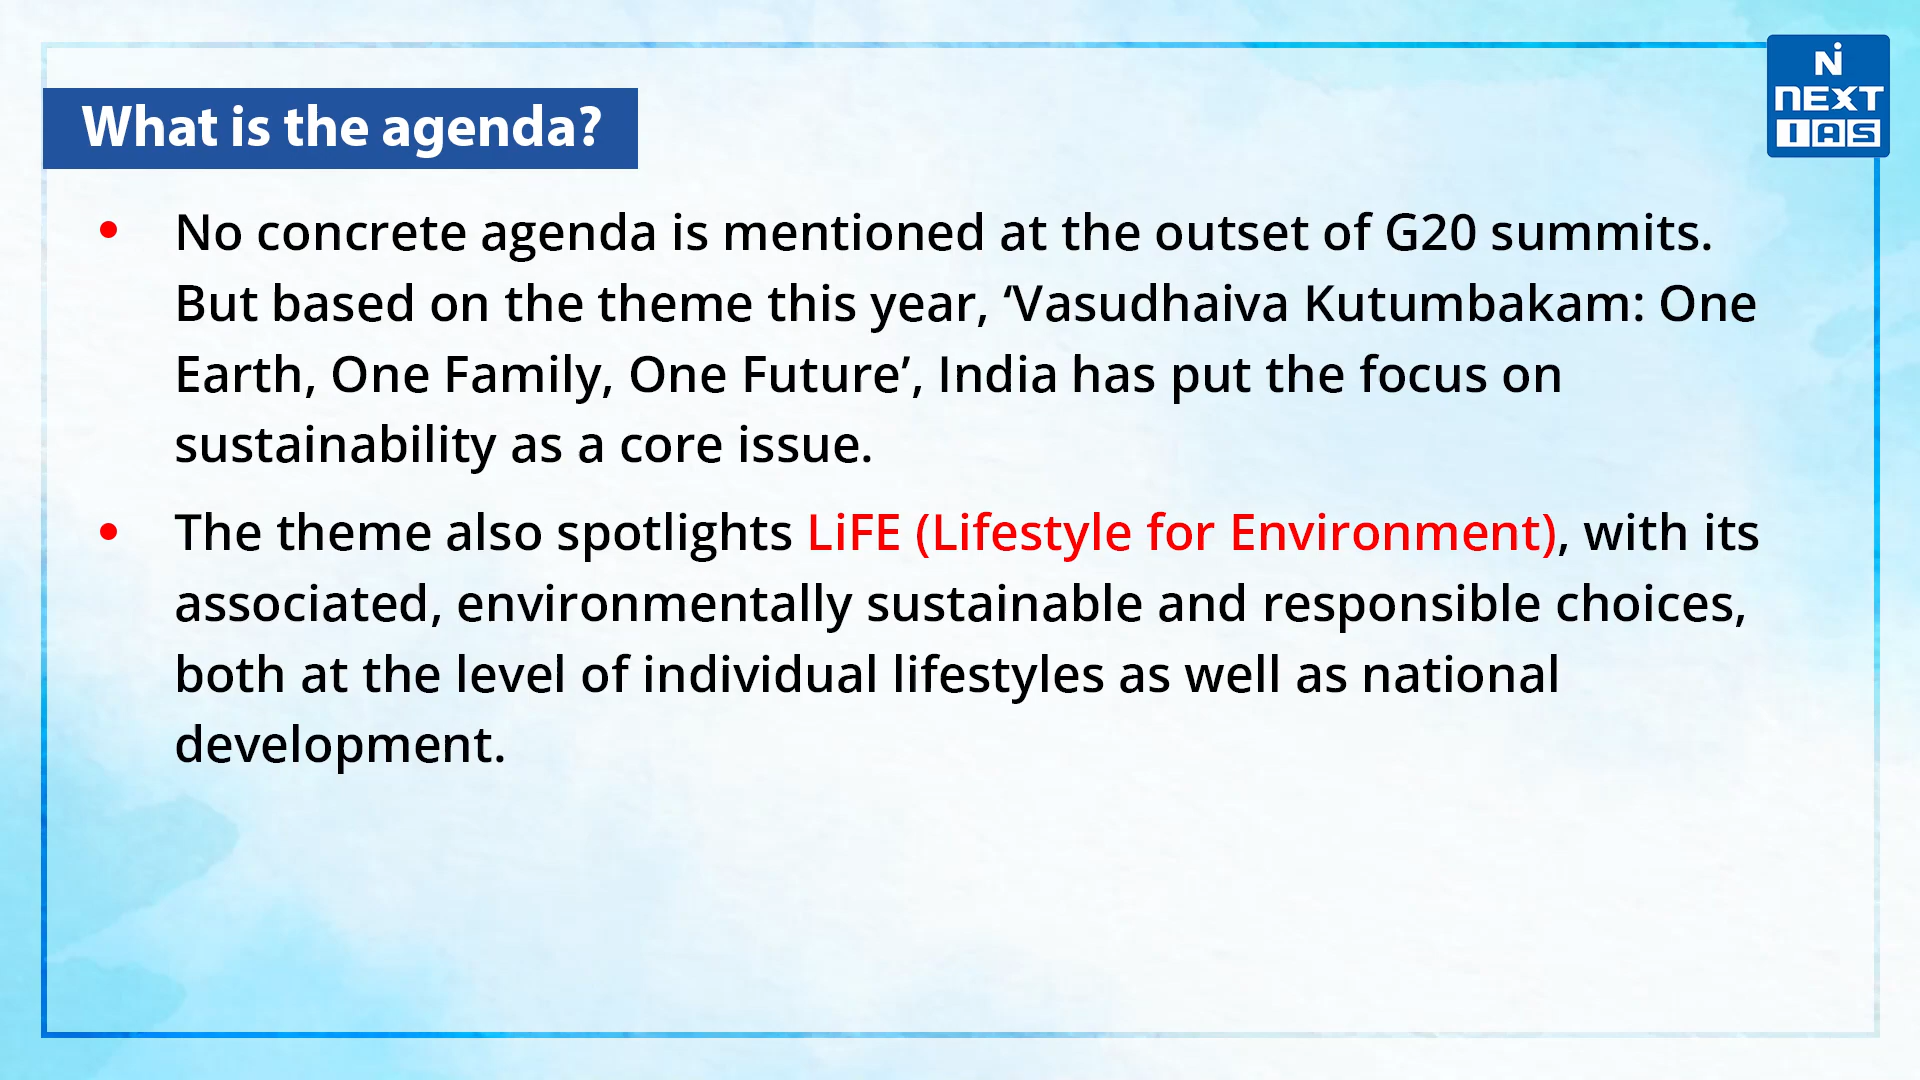 What is the agenda?
N
NEXT
IAS
• No concrete agenda is mentioned at the outset of G20 summits.
But based on the theme this year, ‘Vasudhaiva Kutumbakam: One
Earth, One Family, One Future’, India has put the focus on
sustainability as a core issue.
• The theme also spotlights LiFE (Lifestyle for Environment), with its
associated, environmentally sustainable and responsible choices,
both at the level of individual lifestyles as well as national
development.